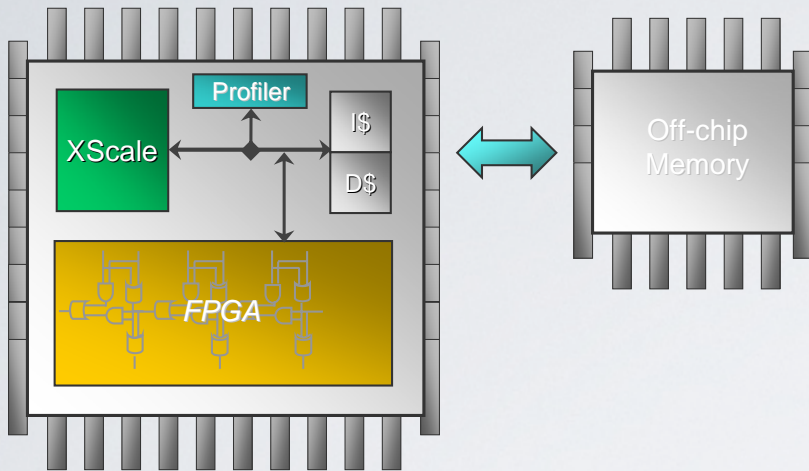 Profiler
XScale
I$
D$
FPGA
Off-chip
Memory